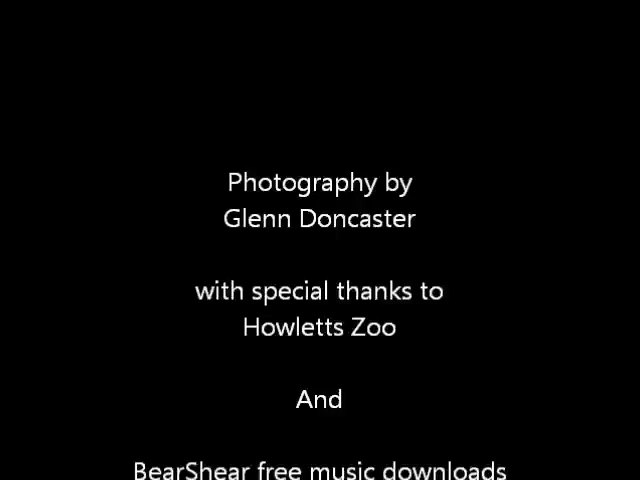 Photography by
Glenn Doncaster
with special thanks to
Howletts Zoo
And
BearShear free music downloads